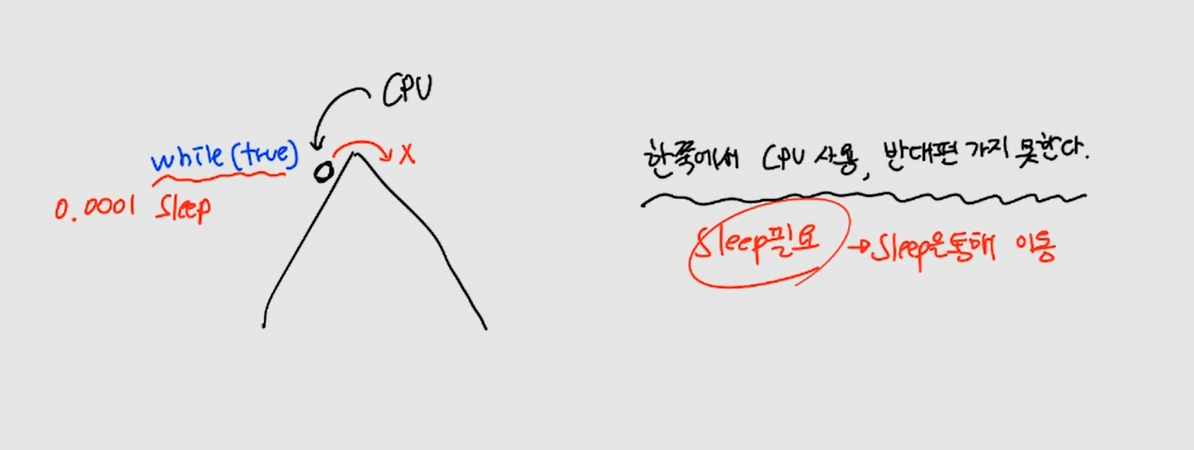 CPU
while(true)
X
0.0001 Sleep
한쪽에서 CPU 사용, 반대편 가지 못한다.
Sleep필요 → Sleep을통해 이동